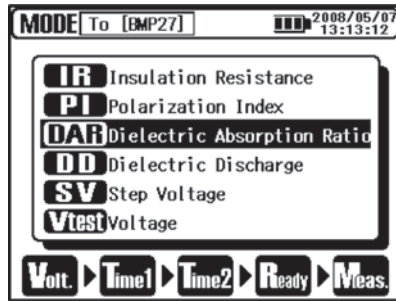 MODE To [BMP27] 2008/05/07
13:13:12
IR Insulation Resistance
PI Polarization Index
DAR Dielectric Absorption Ratio
DD Dielectric Discharge
SV Step Voltage
Vtest Voltage
Volt. Time1 Time2 Ready Meas.